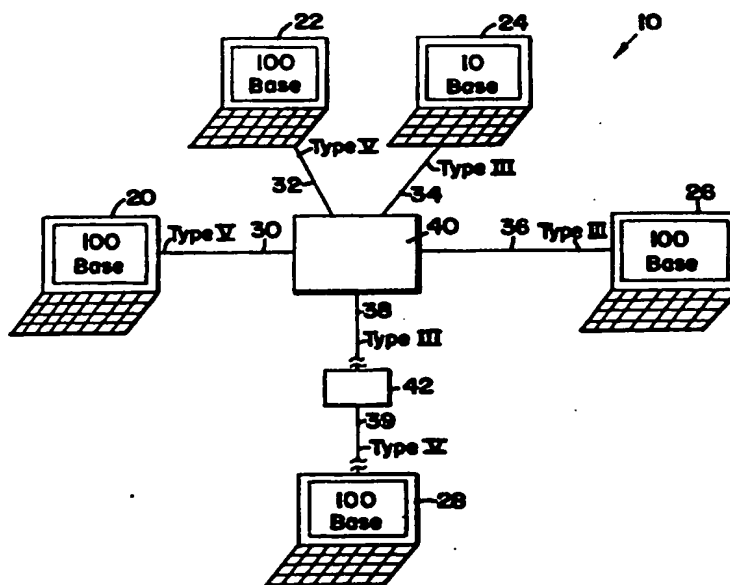 22
24
10
100
Base
10
Base
Type V
Type III
32
34
20
26
100
Base
Type V
30
40
36
Type III
100
Base
38
Type III
42
39
Type V
100
Base
28